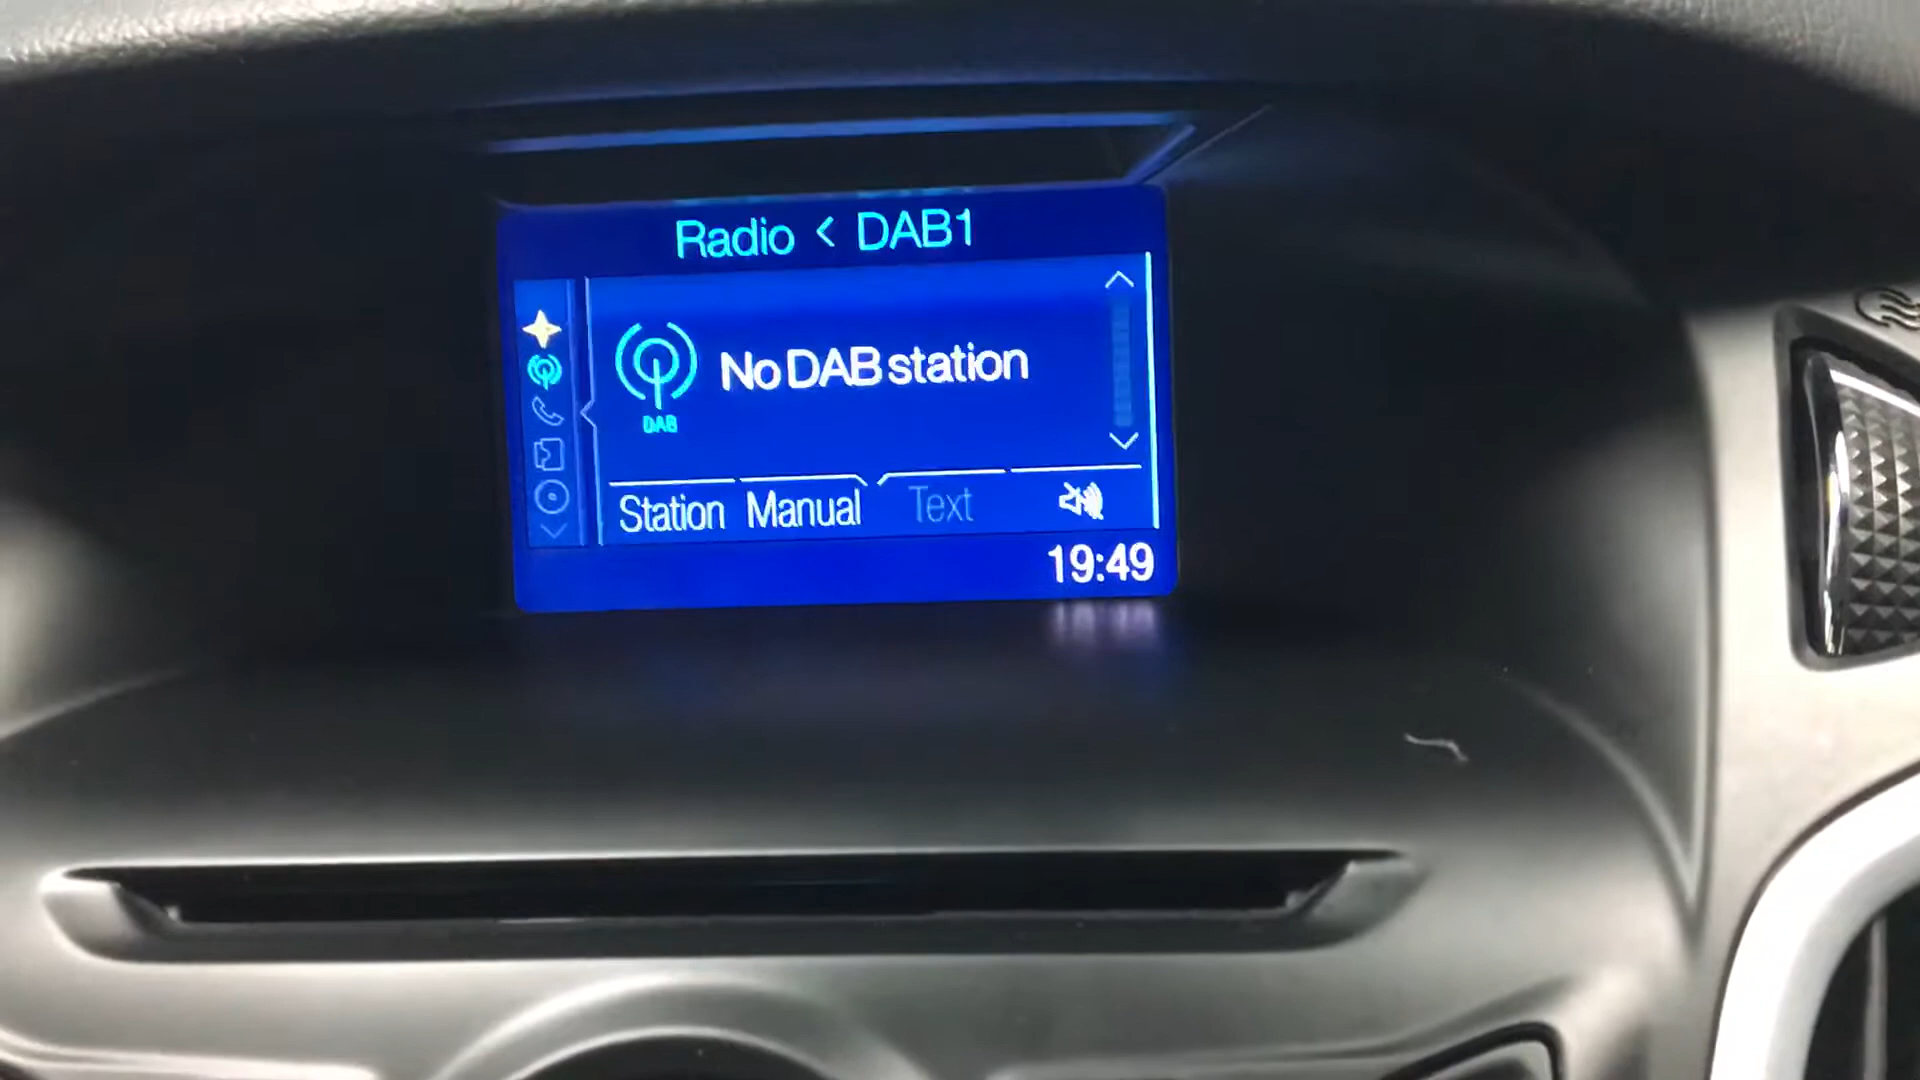 Radio < DAB1
No DAB station
DAB
Station Manual Text
19:49